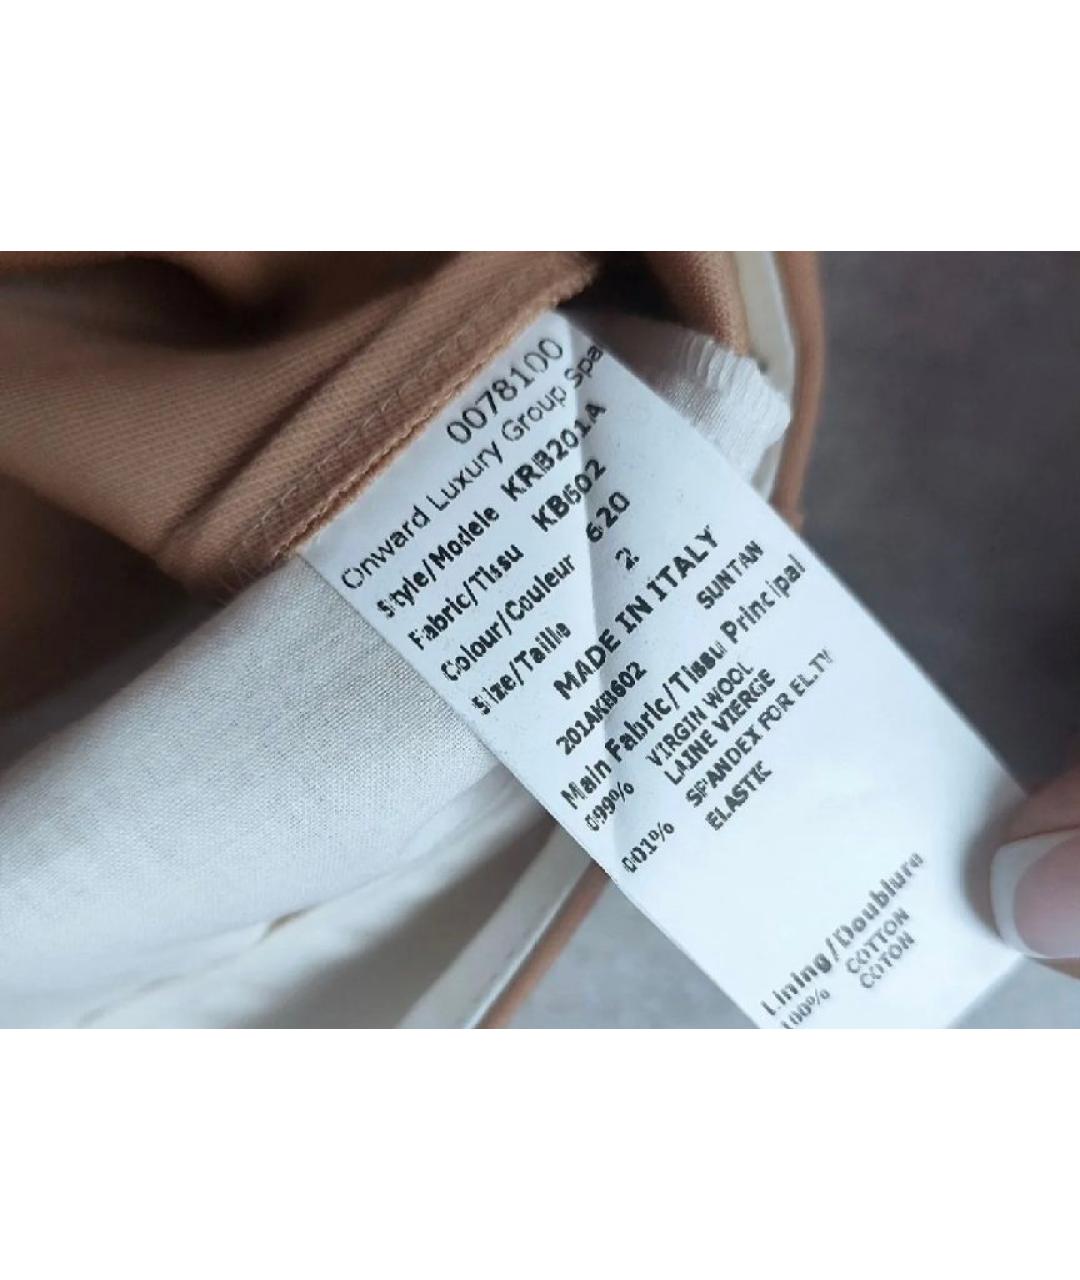 0078100
Onward Luxury Group Spa
Style/Modele KRB201A
Fabric/Tissu KB602
Colour/Couleur 620
Size/Taille 2
MADE IN ITALY
201AKB602 SUNTAN
Main Fabric/Tissu Principal
099% VIRGIN WOOL
LAINE VIERGE
001% SPANDEX FOR EL.TY
ELASTIC
Lining/Doublure
100% COTTON
COTON